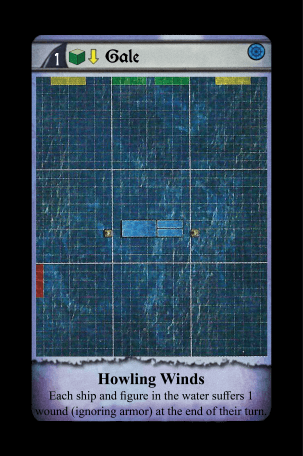 1 Gale
Howling Winds
Each ship and figure in the water suffers 1
wound (ignoring armor) at the end of their turn.